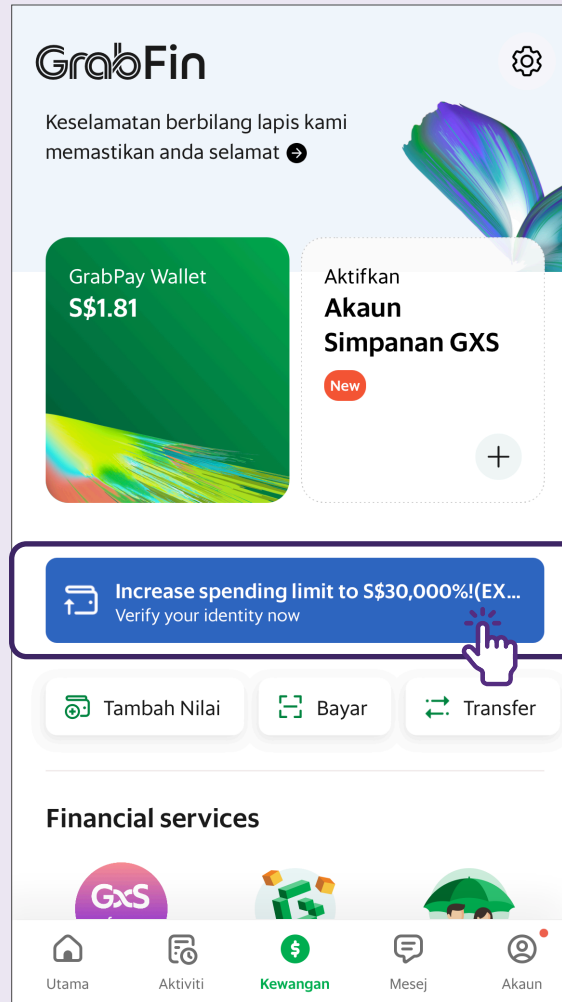 GrabFin
Keselamatan berbilang lapis kami
memastikan anda selamat
GrabPay Wallet
S$1.81
Aktifkan
Akaun
Simpanan GXS
New
Increase spending limit to S$30,000%!(EX...
Verify your identity now
Tambah Nilai
Bayar
Transfer
Financial services
GXS
Utama
Aktiviti
Kewangan
Mesej
Akaun